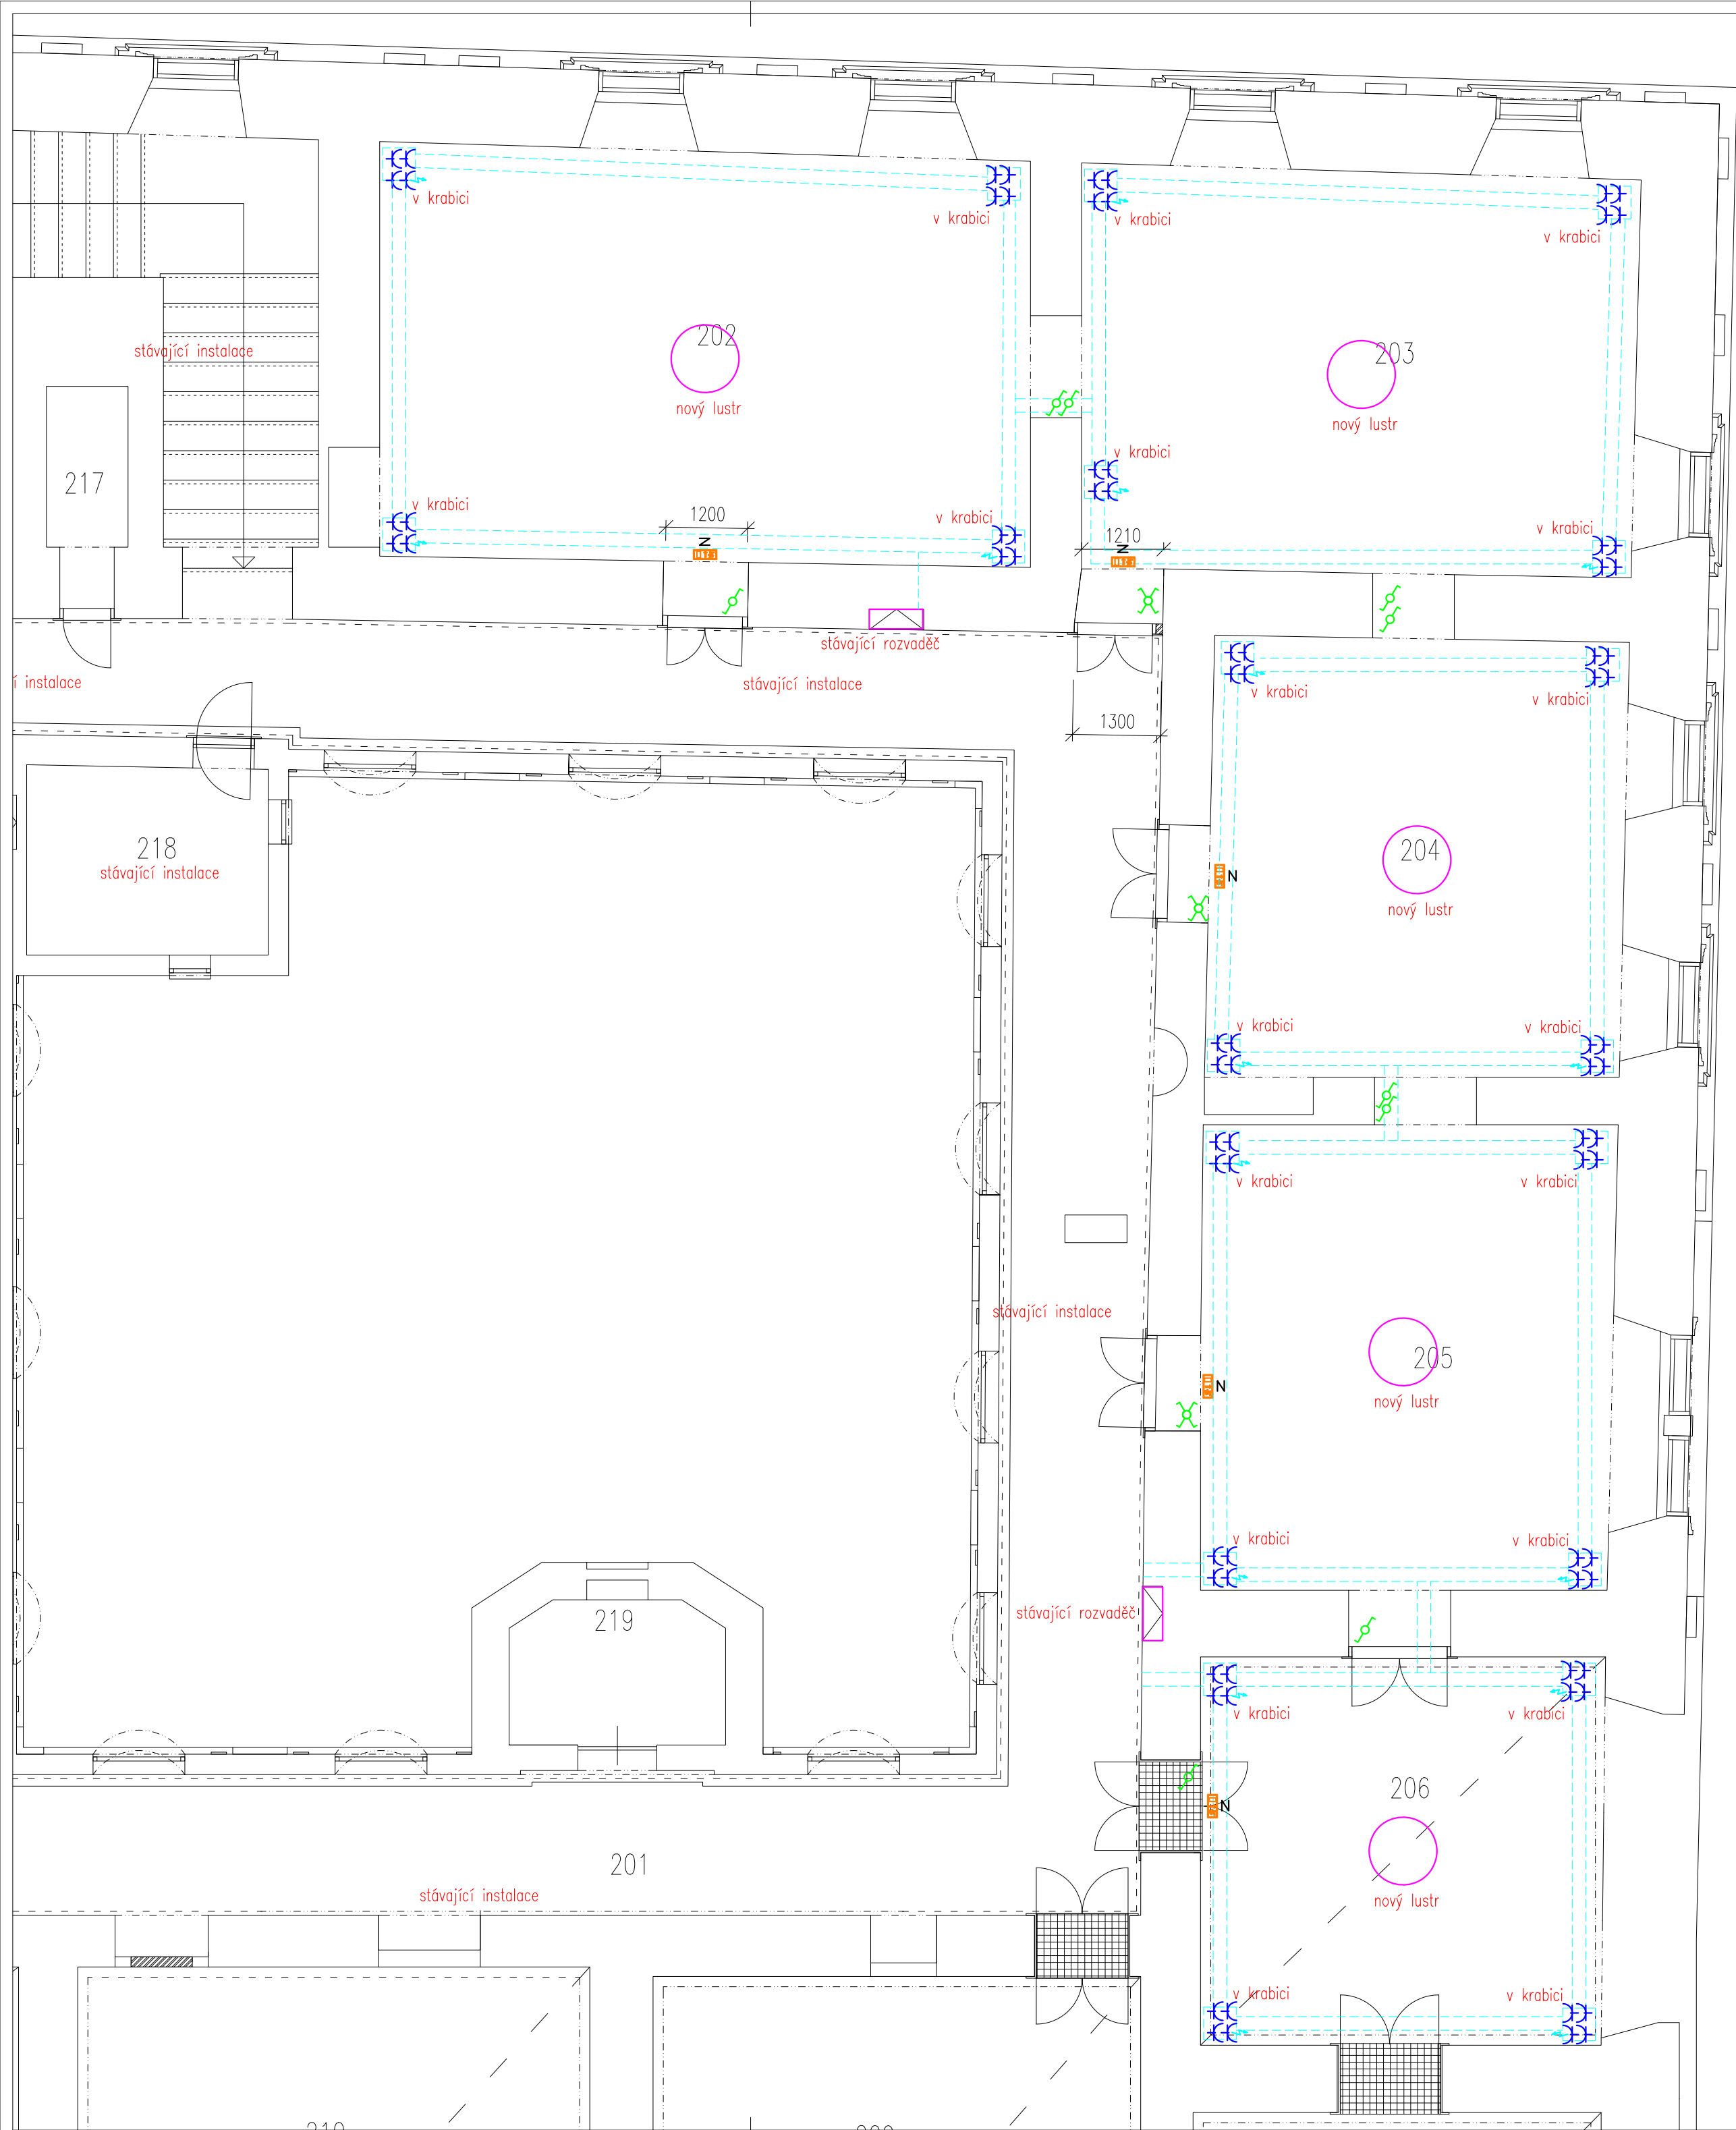 v krabici
v krabici
v krabici
v krabici
202
nový lustr
203
nový lustr
stávající instalace
217
v krabici
v krabici
v krabici
v krabici
1200
N
1210
N
stávající rozvaděč
stávající instalace
í instalace
1300
v krabici
v krabici
218
stávající instalace
204
nový lustr
N
v krabici
v krabici
v krabici
v krabici
stávající instalace
205
nový lustr
N
v krabici
v krabici
219
stávající rozvaděč
v krabici
v krabici
206
N
nový lustr
201
stávající instalace
v krabici
v krabici